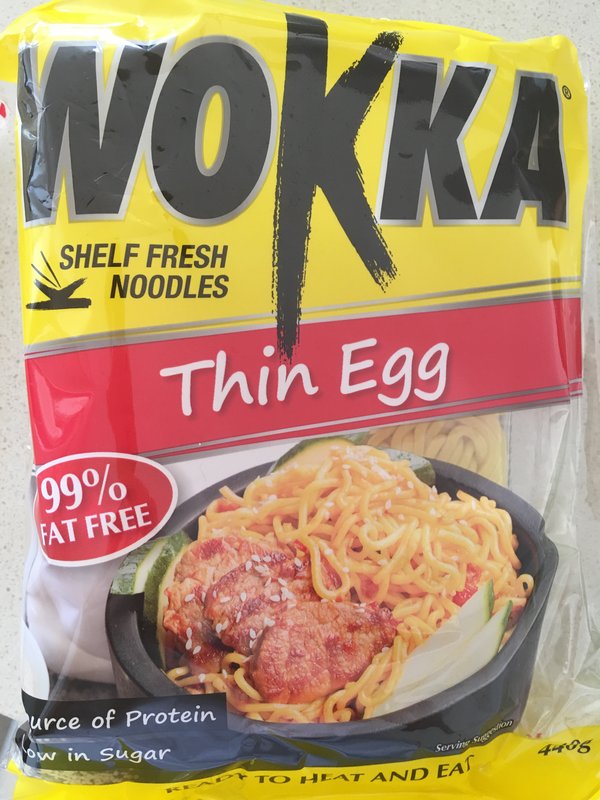 WOKKA®
SHELF FRESH
NOODLES
Thin Egg
99%
FAT FREE
urce of Protein
ow in Sugar
Serving Suggestion
READY TO HEAT AND EAT